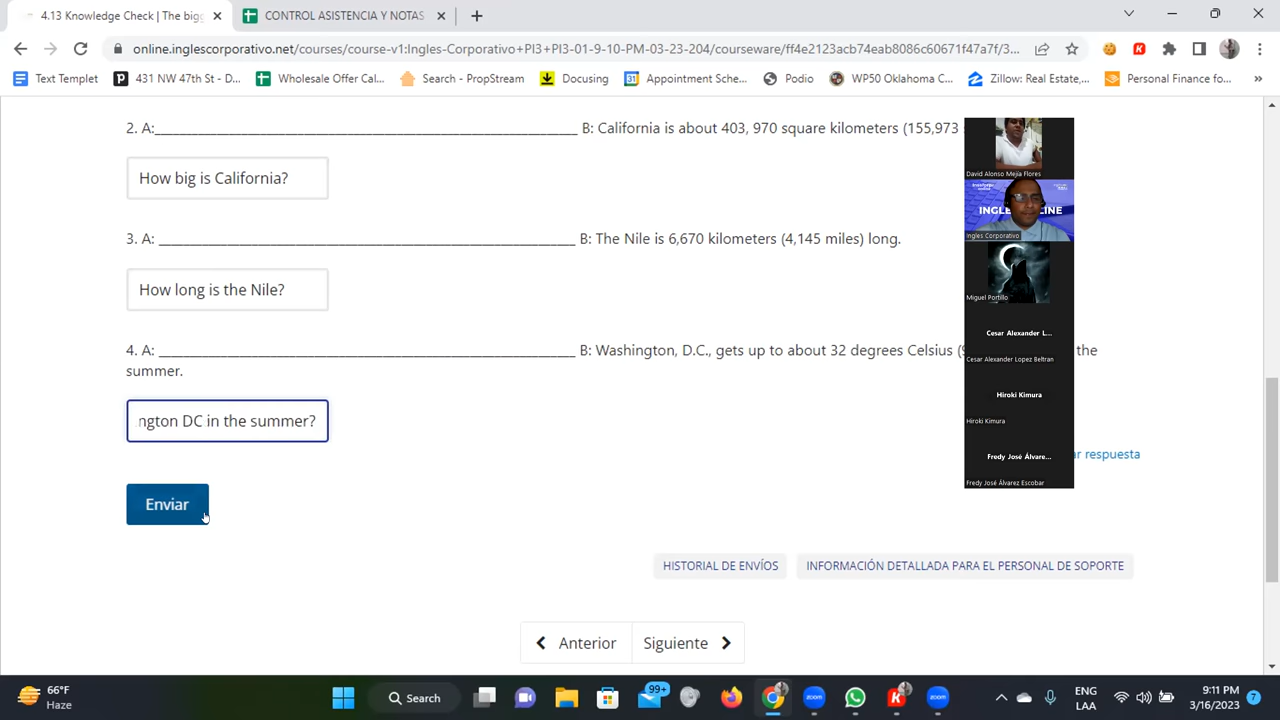 4.13 Knowledge Check | The bigg
CONTROL ASISTENCIA Y NOTAS
online.inglescorporativo.net/courses/course-v1:Ingles-Corporativo+PI3+PI3-01-9-10-PM-03-23-204/courseware/ff4e2123acb74eab8086c60671f47a7f/3...
Text Templet
431 NW 47th St - D...
Wholesale Offer Cal...
Search - PropStream
Docusing
Appointment Sche...
Podio
WP50 Oklahoma C...
Zillow: Real Estate,...
Personal Finance fo...
2. A: B: California is about 403, 970 square kilometers (155,973
How big is California?
3. A: B: The Nile is 6,670 kilometers (4,145 miles) long.
How long is the Nile?
4. A: B: Washington, D.C., gets up to about 32 degrees Celsius ( the
summer.
ngton DC in the summer?
ar respuesta
Enviar
HISTORIAL DE ENVÍOS
INFORMACIÓN DETALLADA PARA EL PERSONAL DE SOPORTE
Anterior
Siguiente
David Alonso Mejía Flores
INGLE LINE
Ingles Corporativo
Miguel Portillo
Cesar Alexander L...
Cesar Alexander Lopez Beltran
Hiroki Kimura
Hiroki Kimura
Fredy José Álvare...
Fredy José Álvarez Escobar
66°F
Haze
Search
99+
zoom
zoom
ENG
LAA
9:11 PM
3/16/2023
7